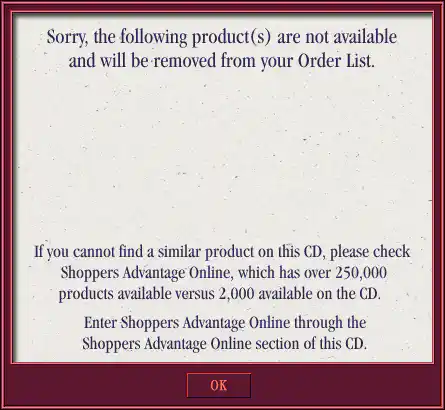 Sorry, the following product(s) are not available
and will be removed from your Order List.
If you cannot find a similar product on this CD, please check
Shoppers Advantage Online, which has over 250,000
products available versus 2,000 available on the CD.
Enter Shoppers Advantage Online through the
Shoppers Advantage Online section of this CD.
OK